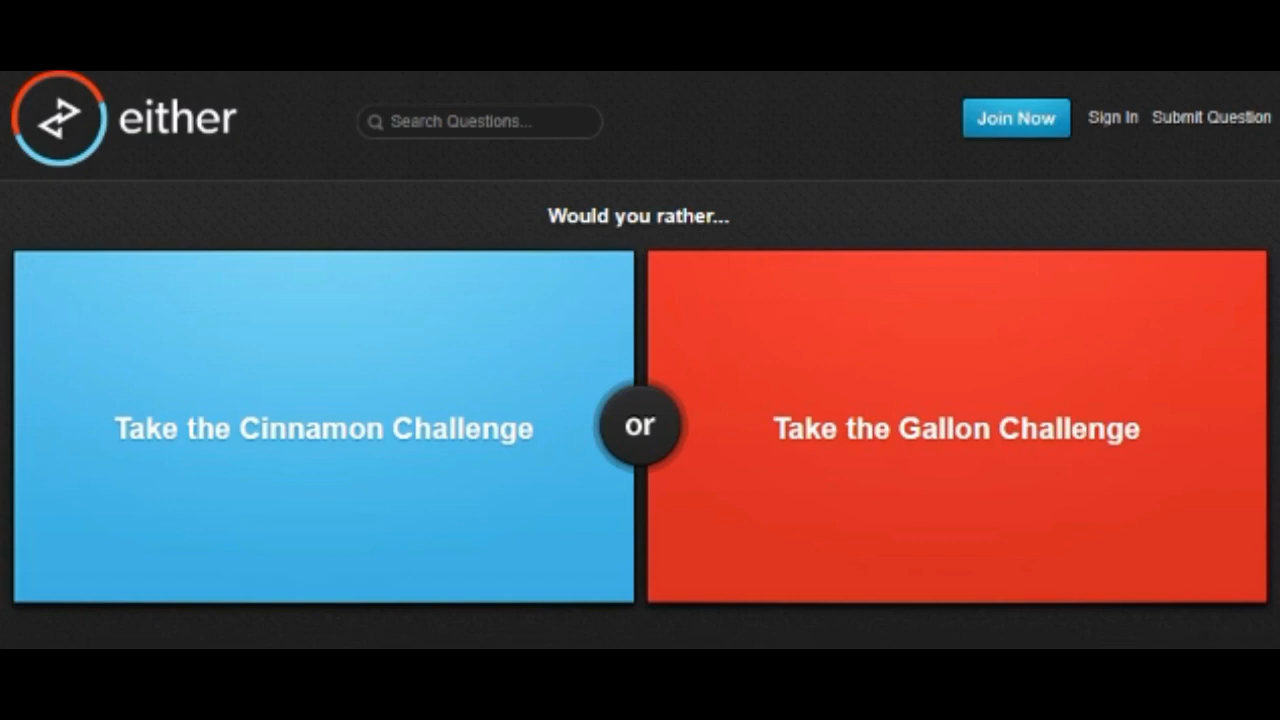 either
Search Questions...
Join Now
Sign In
Submit Question
Would you rather...
Take the Cinnamon Challenge
or
Take the Gallon Challenge